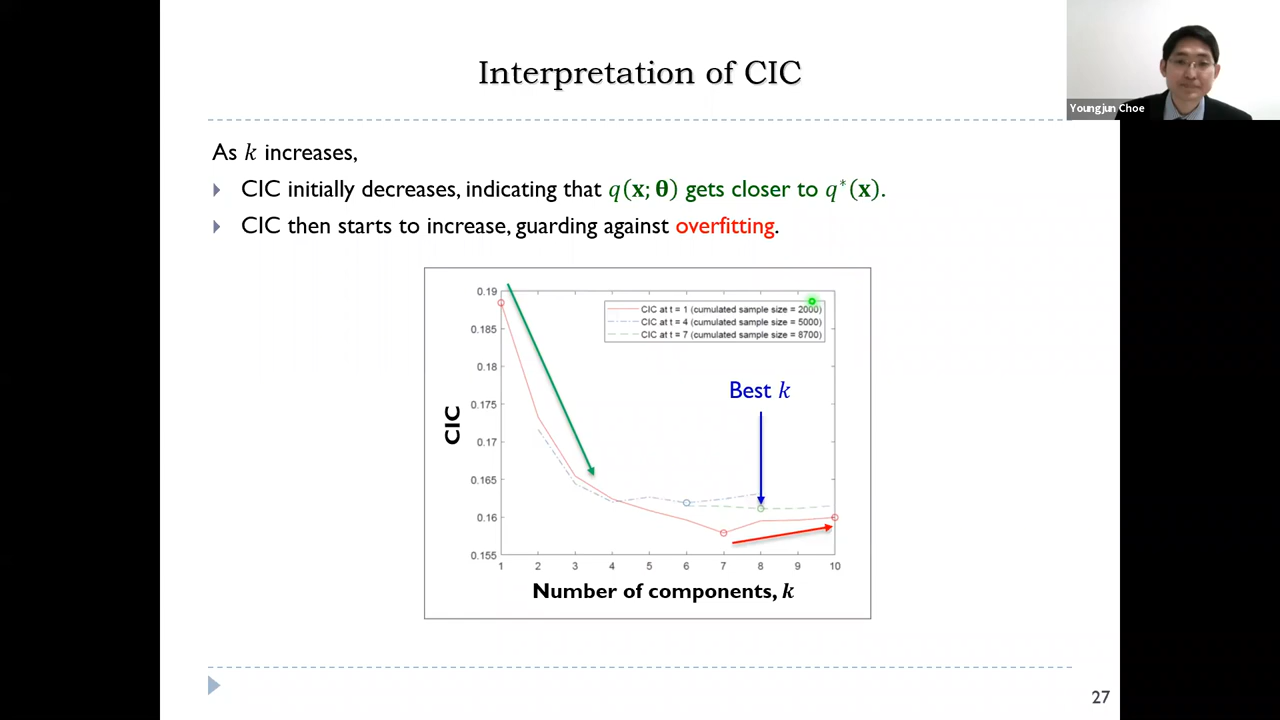 Interpretation of CIC
Youngjun Choe
As k increases,
CIC initially decreases, indicating that q(x; θ) gets closer to q*(x).
CIC then starts to increase, guarding against overfitting.
0.19
0.185
0.18
0.175
0.17
0.165
0.16
0.155
CIC
CIC at t = 1 (cumulated sample size = 2000)
CIC at t = 4 (cumulated sample size = 5000)
CIC at t = 7 (cumulated sample size = 8700)
Best k
1 2 3 4 5 6 7 8 9 10
Number of components, k
27